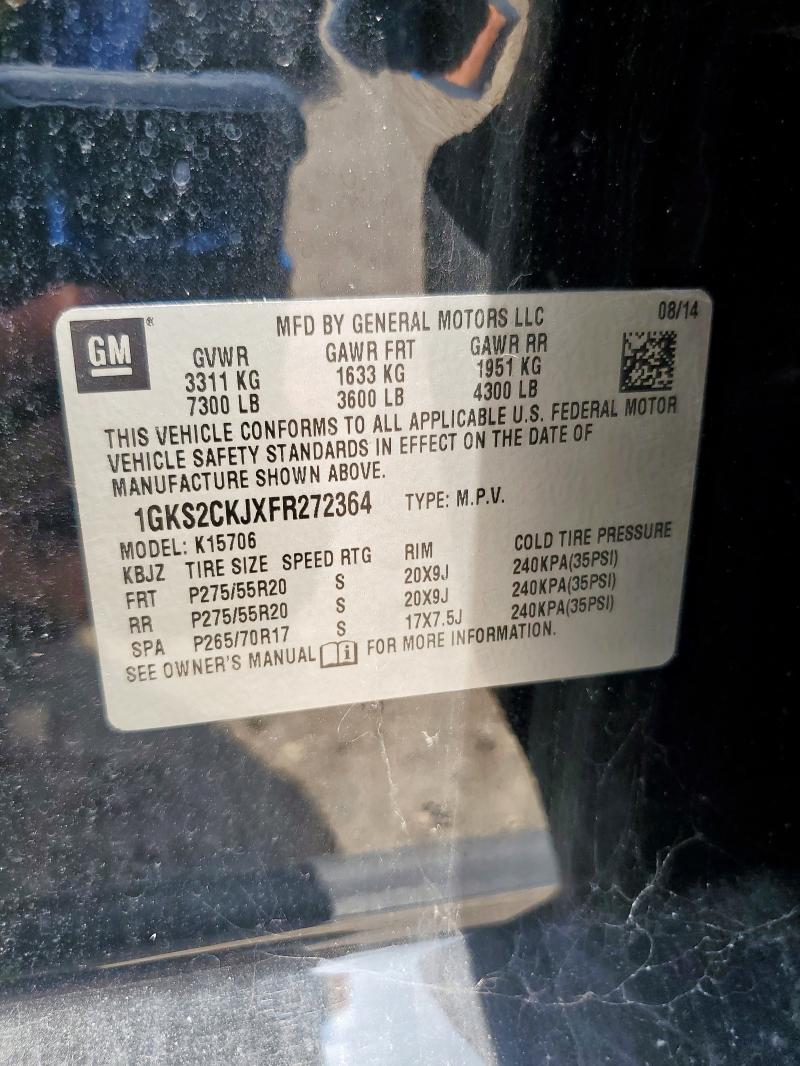 GM ®
MFD BY GENERAL MOTORS LLC 08/14
GVWR GAWR FRT GAWR RR
3311 KG 1633 KG 1951 KG
7300 LB 3600 LB 4300 LB
THIS VEHICLE CONFORMS TO ALL APPLICABLE U.S. FEDERAL MOTOR
VEHICLE SAFETY STANDARDS IN EFFECT ON THE DATE OF
MANUFACTURE SHOWN ABOVE.
1GKS2CKJXFR272364 TYPE: M.P.V.
MODEL: K15706
KBJZ TIRE SIZE SPEED RTG RIM COLD TIRE PRESSURE
FRT P275/55R20 S 20X9J 240KPA(35PSI)
RR P275/55R20 S 20X9J 240KPA(35PSI)
SPA P265/70R17 S 17X7.5J 240KPA(35PSI)
SEE OWNER'S MANUAL i FOR MORE INFORMATION.